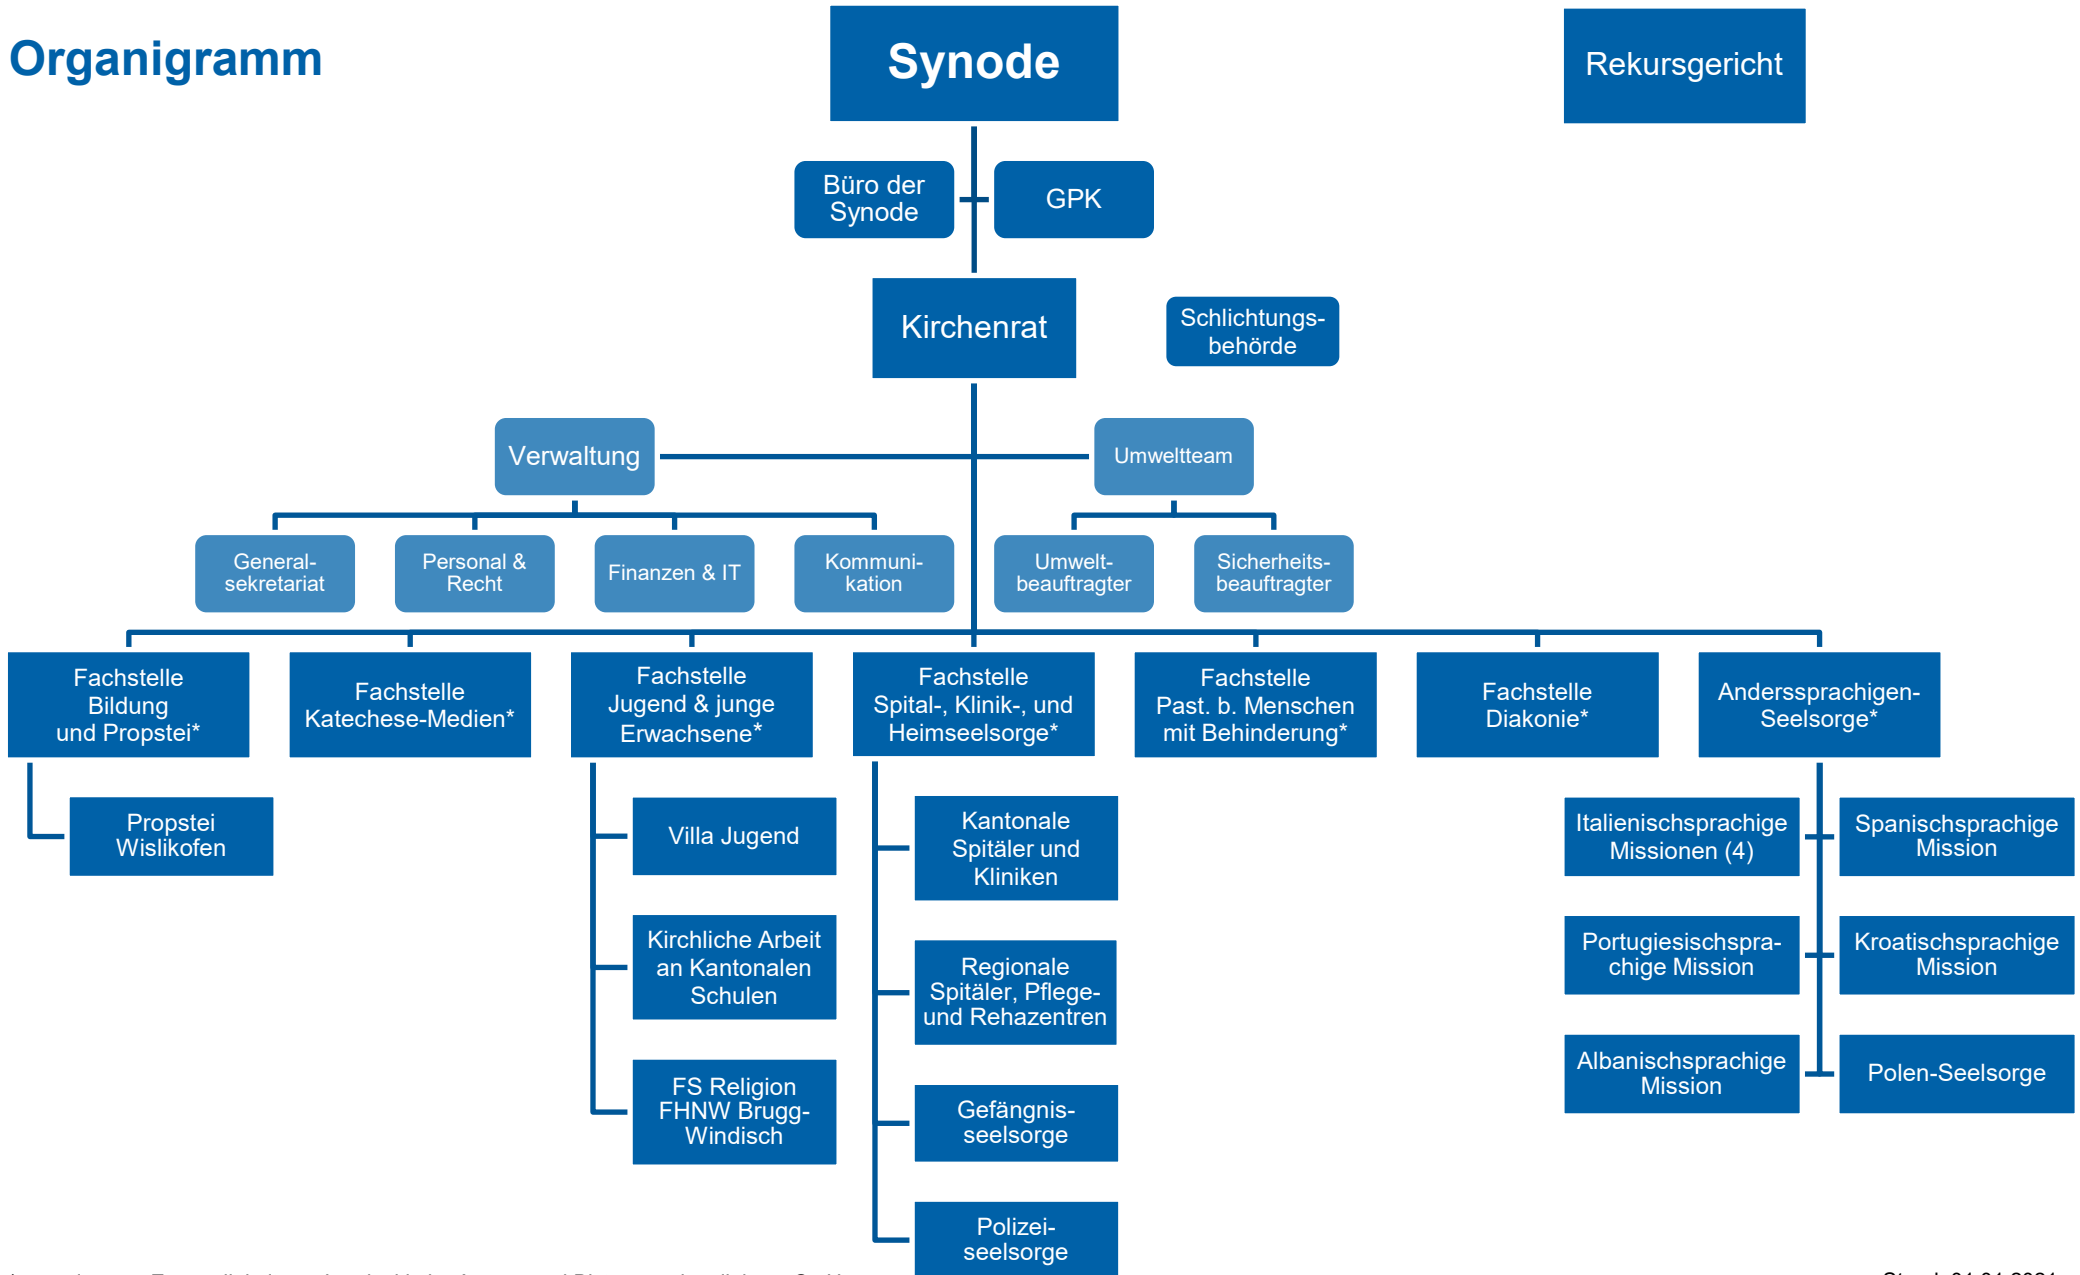 Organigramm
Synode
Rekursgericht
Büro der
Synode
GPK
Kirchenrat
Schlichtungs-
behörde
Verwaltung
Umweltteam
General-
sekretariat
Personal &
Recht
Finanzen & IT
Kommuni-
kation
Umwelt-
beauftragter
Sicherheits-
beauftragter
Fachstelle
Bildung
und Propstei*
Fachstelle
Katechese-Medien*
Fachstelle
Jugend & junge
Erwachsene*
Fachstelle
Spital-, Klinik-, und
Heimseelsorge*
Fachstelle
Past. b. Menschen
mit Behinderung*
Fachstelle
Diakonie*
Anderssprachigen-
Seelsorge*
Propstei
Wislikofen
Villa Jugend
Kirchliche Arbeit
an Kantonalen
Schulen
FS Religion
FHNW Brugg-
Windisch
Kantonale
Spitäler und
Kliniken
Regionale
Spitäler, Pflege-
und Rehazentren
Gefängnis-
seelsorge
Polizei-
seelsorge
Italienischsprachige
Missionen (4)
Spanischsprachige
Mission
Portugiesischspra-
chige Mission
Kroatischsprachige
Mission
Albanischsprachige
Mission
Polen-Seelsorge